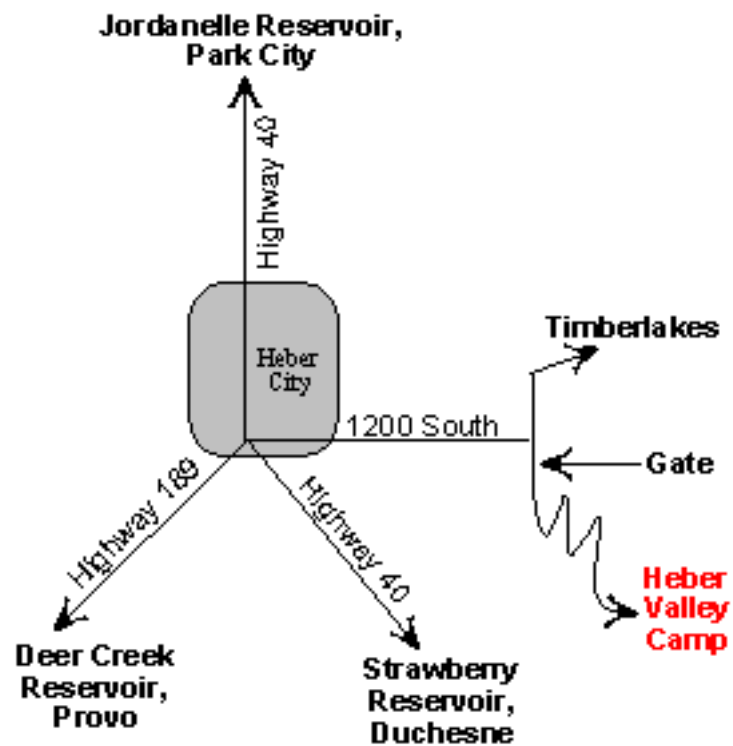 Jordanelle Reservoir,
Park City
Highway 40
Heber
City
Timberlakes
1200 South
Gate
Highway 189
Highway 40
Heber
Valley
Camp
Deer Creek
Reservoir,
Provo
Strawberry
Reservoir,
Duchesne